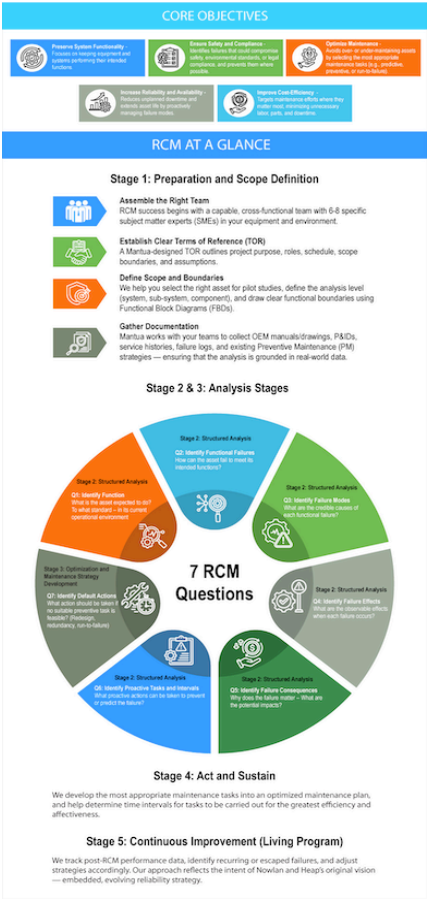 CORE OBJECTIVES
Preserve System Functionality -
Avoids keeping equipment and
systems performing their intended
functions.
Ensure Safety and Compliance -
Identifies failures that could compromise
safety, environmental standards, or legal
compliance, and prevents them where
possible.
Optimize Maintenance -
Avoids over- or under-maintaining assets
by selecting the most appropriate
maintenance tasks (e.g., predictive,
preventive, or run-to-failure).
Increase Reliability and Availability -
Reduces unplanned downtime and
extends asset life by proactively
managing failure modes.
Improve Cost-Efficiency -
Targets maintenance efforts where they
matter most, minimizing unnecessary
labor, parts, and downtime.
RCM AT A GLANCE
Stage 1: Preparation and Scope Definition
Assemble the Right Team
RCM success begins with a capable, cross-functional team with 6-8 specific
subject matter experts (SMEs) in your equipment and environment.
Establish Clear Terms of Reference (TOR)
A Mantua-designed TOR outlines project purpose, roles, schedule, scope
boundaries, and assumptions.
Define Scope and Boundaries
We help you select the right asset for pilot studies, define the analysis level
(system, sub-system, component), and draw clear functional boundaries using
Functional Block Diagrams (FBDs).
Gather Documentation
Mantua works with your teams to collect OEM manuals/drawings, P&IDs,
service histories, failure logs, and existing Preventive Maintenance (PM)
strategies — ensuring that the analysis is grounded in real-world data.
Stage 2 & 3: Analysis Stages
Stage 2: Structured Analysis
Q2: Identify Functional Failures
How can the asset fail to meet its
intended functions?
Stage 2: Structured Analysis
Q1: Identify Function
What is the asset expected to do?
To what standard – in its current
operational environment
Stage 2: Structured Analysis
Q3: Identify Failure Modes
What are the credible causes of
each functional failure?
7 RCM
Questions
Stage 3: Optimization and
Maintenance Strategy
Development
Q7: Identify Default Actions
What action should be taken if
no suitable preventive task is
feasible? (Redesign,
redundancy, run-to-failure)
Stage 2: Structured Analysis
Q4: Identify Failure Effects
What are the observable effects
when each failure occurs?
Stage 2: Structured Analysis
Q6: Identify Proactive Tasks and Intervals
What proactive actions can be taken to prevent
or predict the failure?
Stage 2: Structured Analysis
Q5: Identify Failure Consequences
Why does the failure matter – What are
the potential impacts?
Stage 4: Act and Sustain
We develop the most appropriate maintenance tasks into an optimized maintenance plan,
and help determine time intervals for tasks to be carried out for the greatest efficiency and
affectiveness.
Stage 5: Continuous Improvement (Living Program)
We track post-RCM performance data, identify recurring or escaped failures, and adjust
strategies accordingly. Our approach reflects the intent of Nowlan and Heap's original vision
— embedded, evolving reliability strategy.